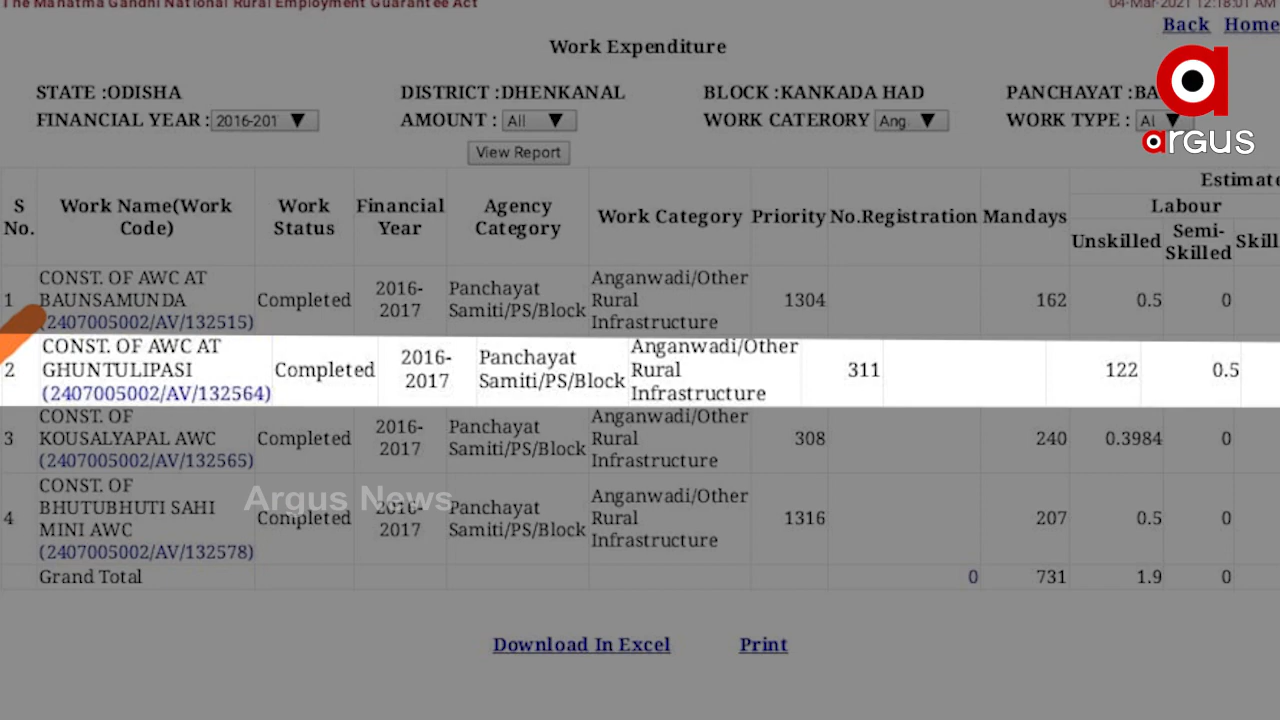 The Mahatma Gandhi National Rural Employment Guarantee Act
04-Mar-2021 12:18:01 AM
Back Home
Work Expenditure
STATE :ODISHA DISTRICT :DHENKANAL BLOCK :KANKADA HAD PANCHAYAT :BA
FINANCIAL YEAR : 2016-201 ▼ AMOUNT : All ▼ WORK CATERORY Ang ▼ WORK TYPE : Al ▼
argus
View Report
S No. Work Name(Work Code) Work Status Financial Year Agency Category Work Category Priority No.Registration Mandays Estimate
Labour
Unskilled Semi-Skilled Skill
1 CONST. OF AWC AT BAUNSAMUNDA (2407005002/AV/132515) Completed 2016-2017 Panchayat Samiti/PS/Block Anganwadi/Other Rural Infrastructure 1304 162 0.5 0
2 CONST. OF AWC AT GHUNTULIPASI (2407005002/AV/132564) Completed 2016-2017 Panchayat Samiti/PS/Block Anganwadi/Other Rural Infrastructure 311 122 0.5
3 CONST. OF KOUSALYAPAL AWC (2407005002/AV/132565) Completed 2016-2017 Panchayat Samiti/PS/Block Anganwadi/Other Rural Infrastructure 308 240 0.3984 0
4 CONST. OF BHUTUBHUTI SAHI MINI AWC (2407005002/AV/132578) Completed 2016-2017 Panchayat Samiti/PS/Block Anganwadi/Other Rural Infrastructure 1316 207 0.5 0
Argus News
Grand Total 0 731 1.9 0
Download In Excel Print